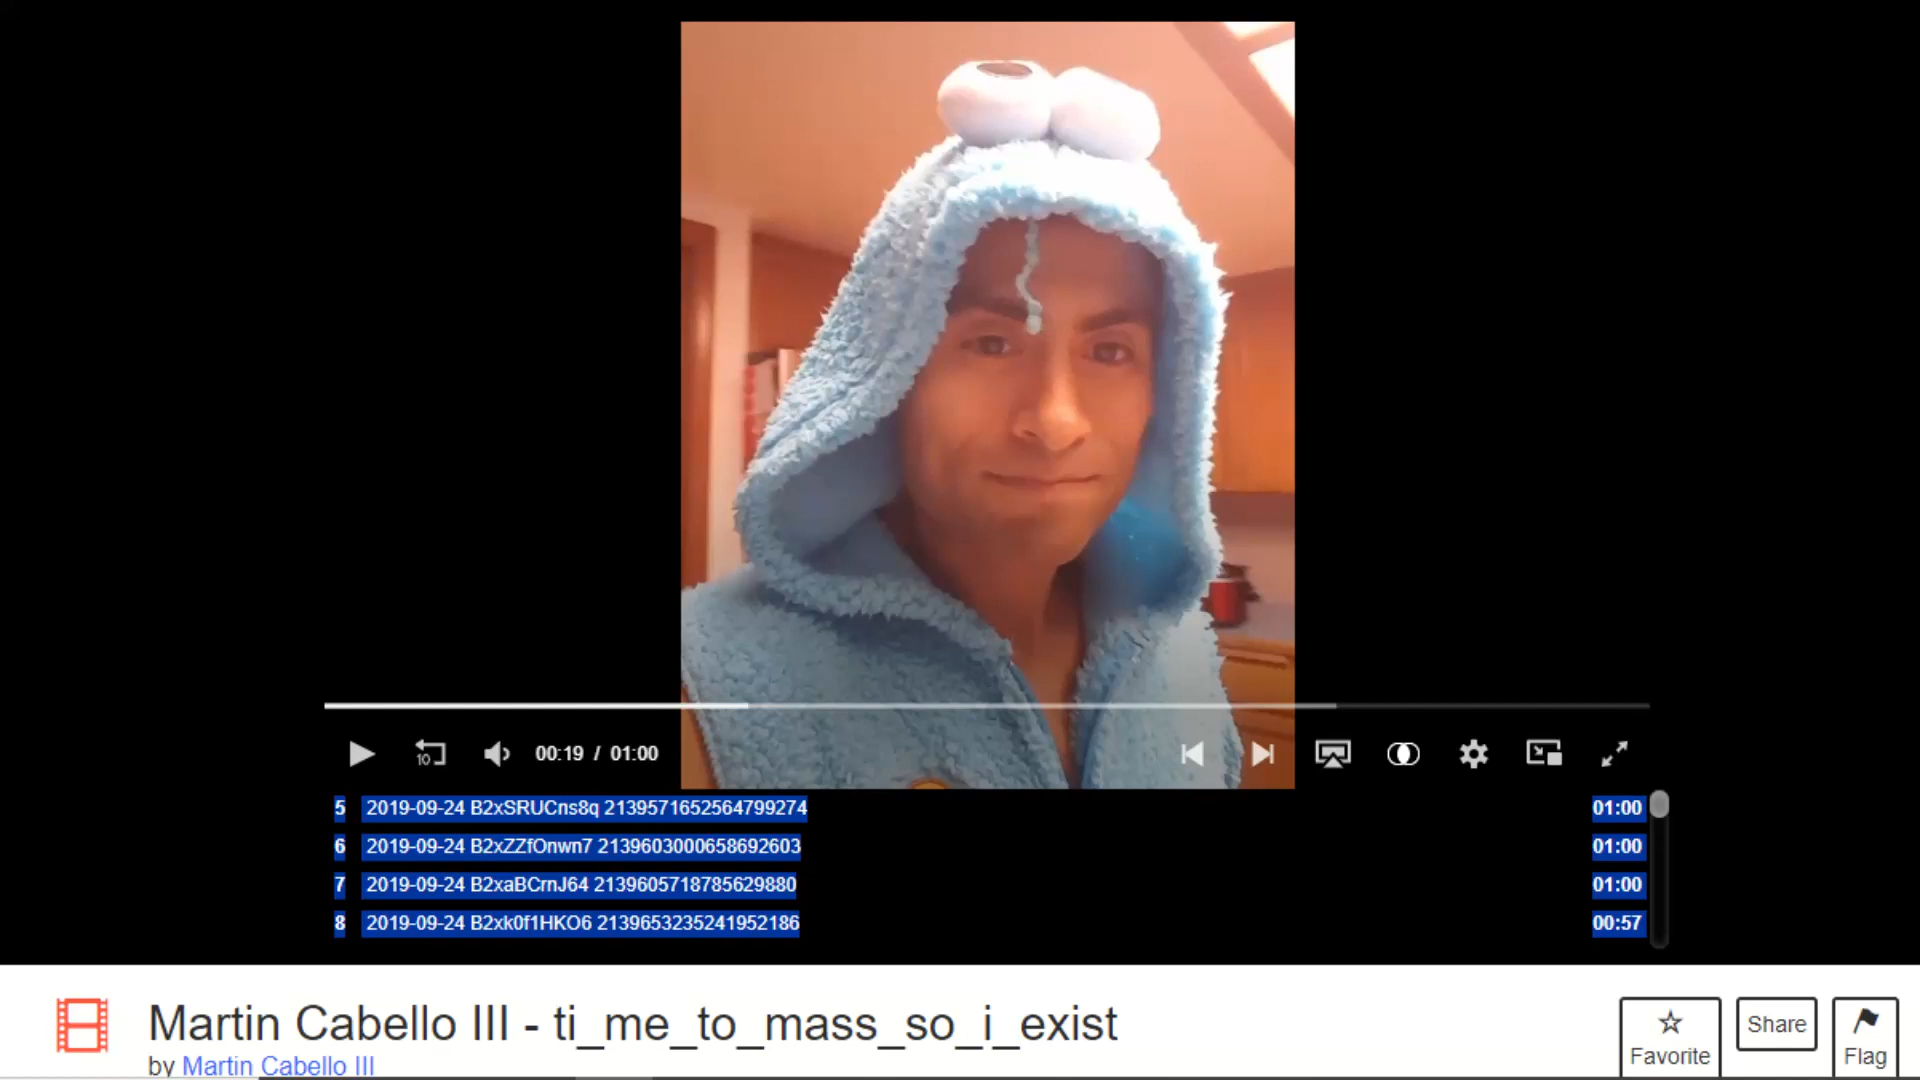 10
00:19 / 01:00
5 2019-09-24 B2xSRUCns8q 2139571652564799274 01:00
6 2019-09-24 B2xZZfOnwn7 2139603000658692603 01:00
7 2019-09-24 B2xaBCrnJ64 2139605718785629880 01:00
8 2019-09-24 B2xk0f1HKO6 2139653235241952186 00:57
Martin Cabello III - ti_me_to_mass_so_i_exist
by Martin Cabello III
Favorite
Share
Flag